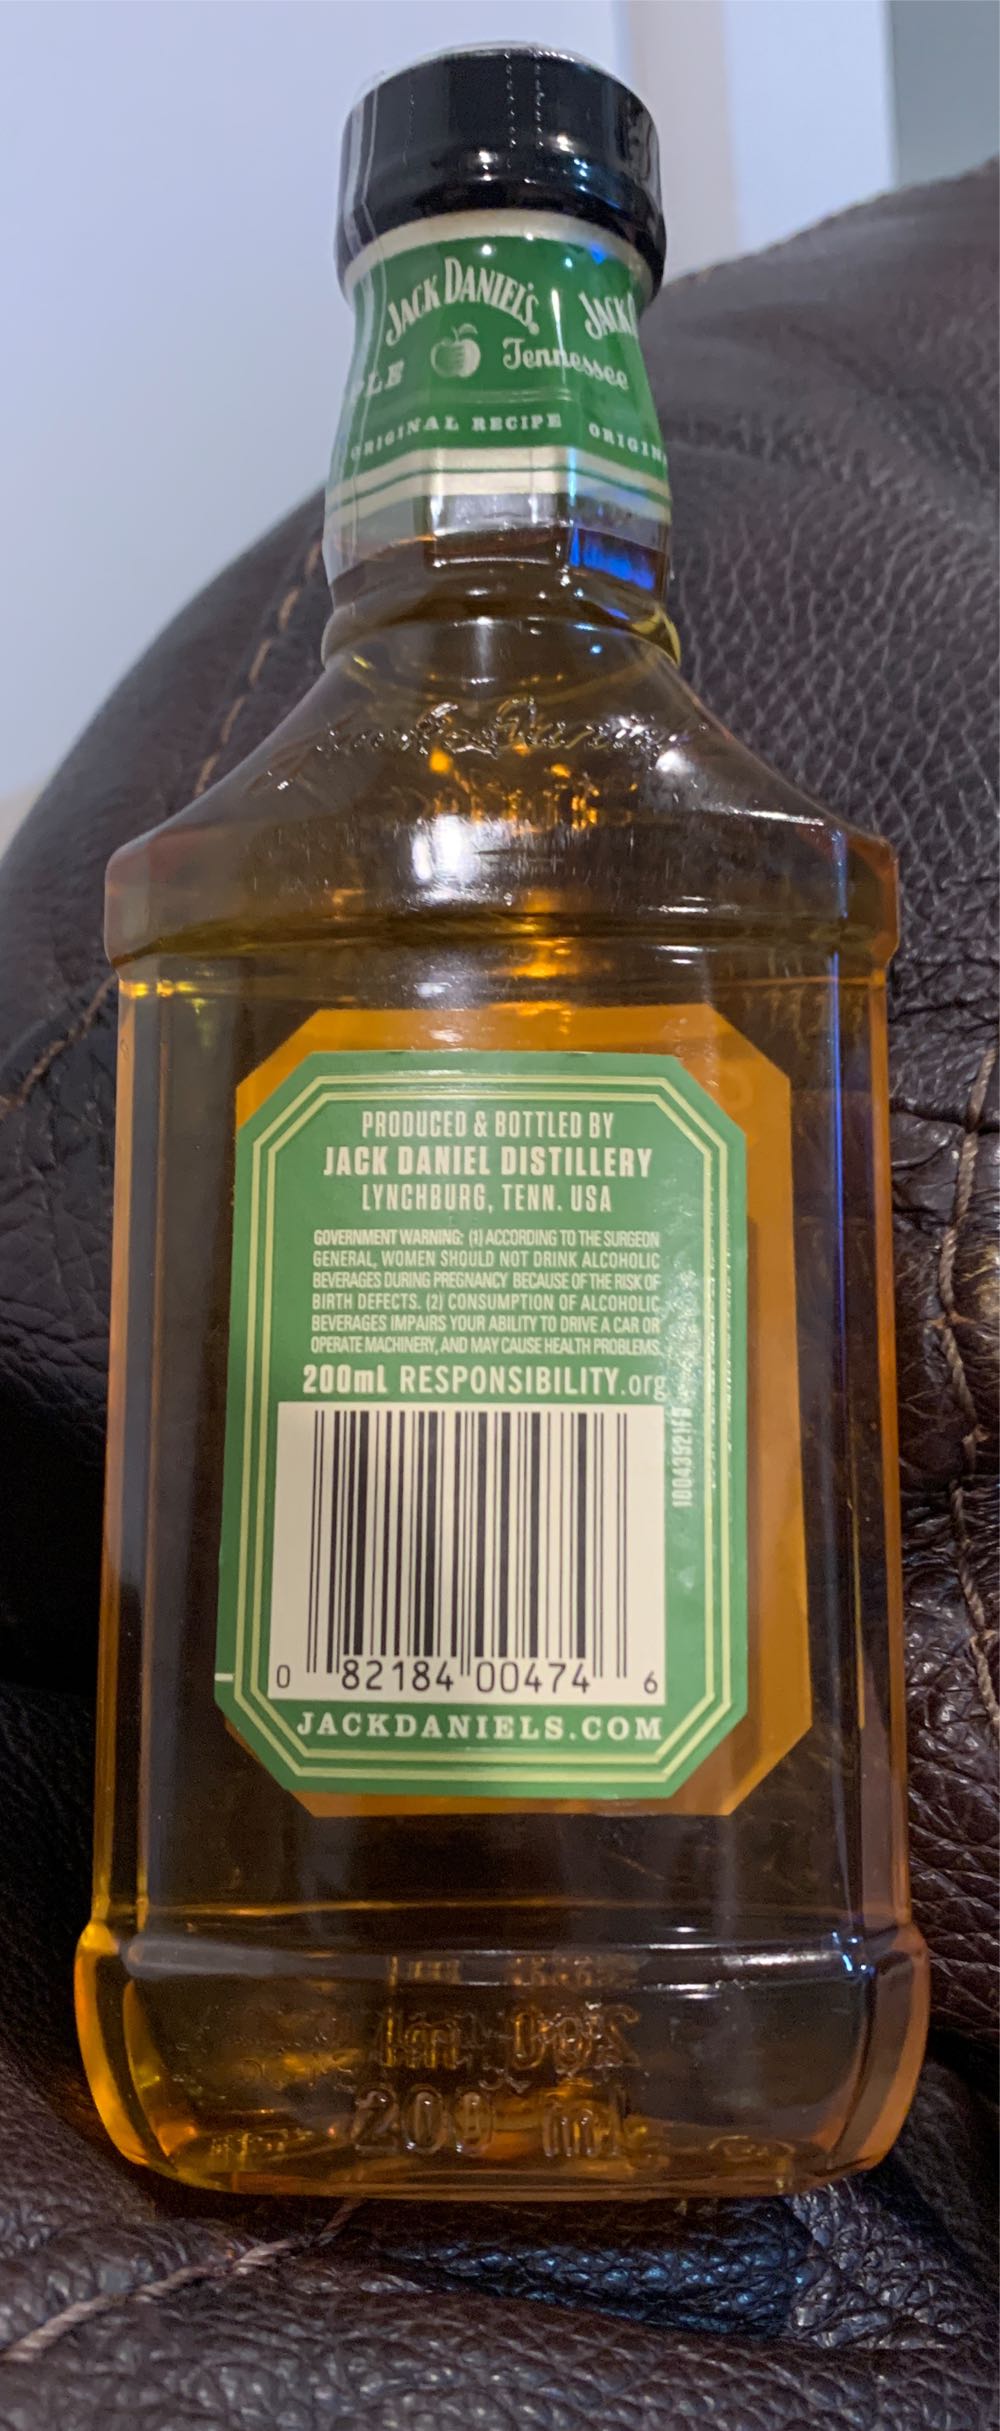 JACK DANIEL'S JACK
PLE Tennessee
ORIGINAL RECIPE ORIGIN
PRODUCED & BOTTLED BY
JACK DANIEL DISTILLERY
LYNCHBURG, TENN. USA
GOVERNMENT WARNING: (1) ACCORDING TO THE SURGEON
GENERAL, WOMEN SHOULD NOT DRINK ALCOHOLIC
BEVERAGES DURING PREGNANCY BECAUSE OF THE RISK OF
BIRTH DEFECTS. (2) CONSUMPTION OF ALCOHOLIC
BEVERAGES IMPAIRS YOUR ABILITY TO DRIVE A CAR OR
OPERATE MACHINERY, AND MAY CAUSE HEALTH PROBLEMS.
200mL RESPONSIBILITY.org
0 82184 00474 6
JACKDANIELS.COM
200 ml